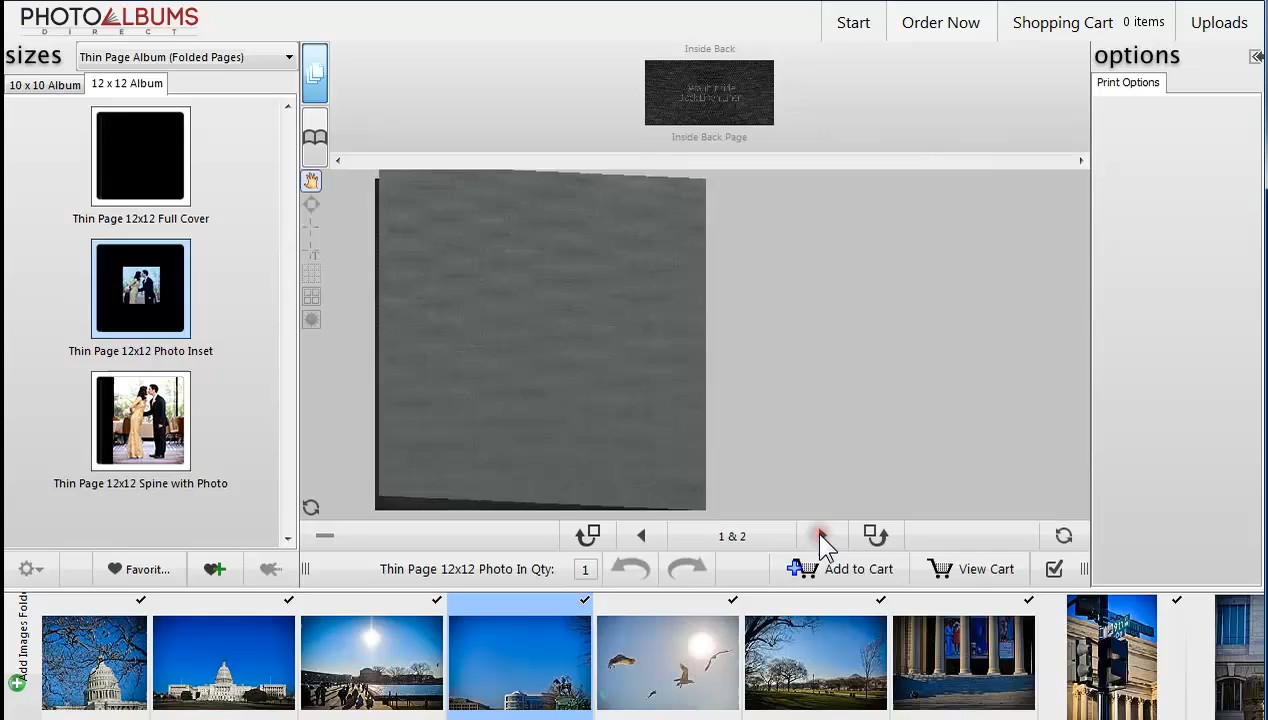 PHOTOALBUMS
DIRECT
Start
Order Now
Shopping Cart 0 items
Uploads
sizes
Thin Page Album (Folded Pages)
10 x 10 Album
12 x 12 Album
Thin Page 12x12 Full Cover
Thin Page 12x12 Photo Inset
Thin Page 12x12 Spine with Photo
Inside Back
Inside Back Page
options
Print Options
1 & 2
Favorit...
Thin Page 12x12 Photo In Qty: 1
Add to Cart
View Cart
Add Images Fold